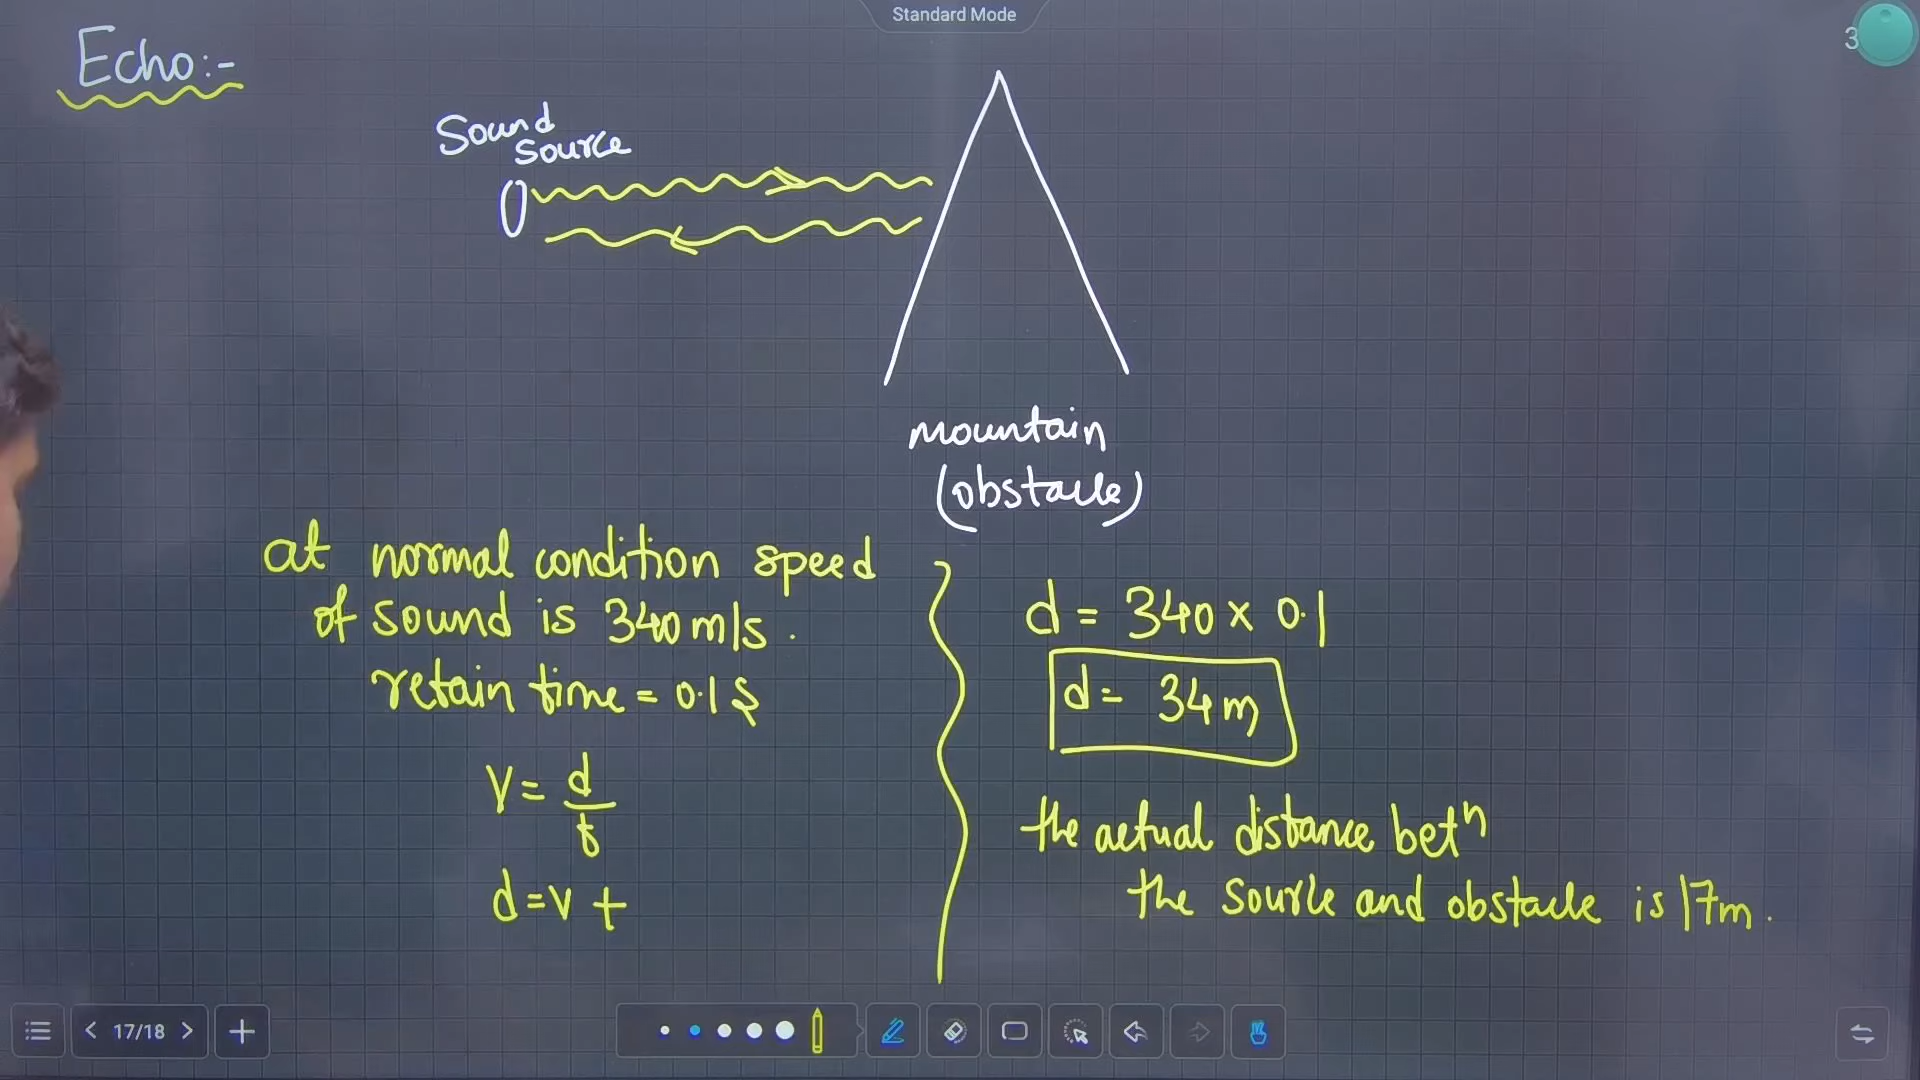 Standard Mode
3
Echo:-
Sound
Source
mountain
(obstacle)
at normal condition speed
of sound is 340 m/s.
retain time = 0.1 s
V = d/t
d = v t
d = 340 x 0.1
d = 34 m
the actual distance betn
the source and obstacle is 17m.
17/18